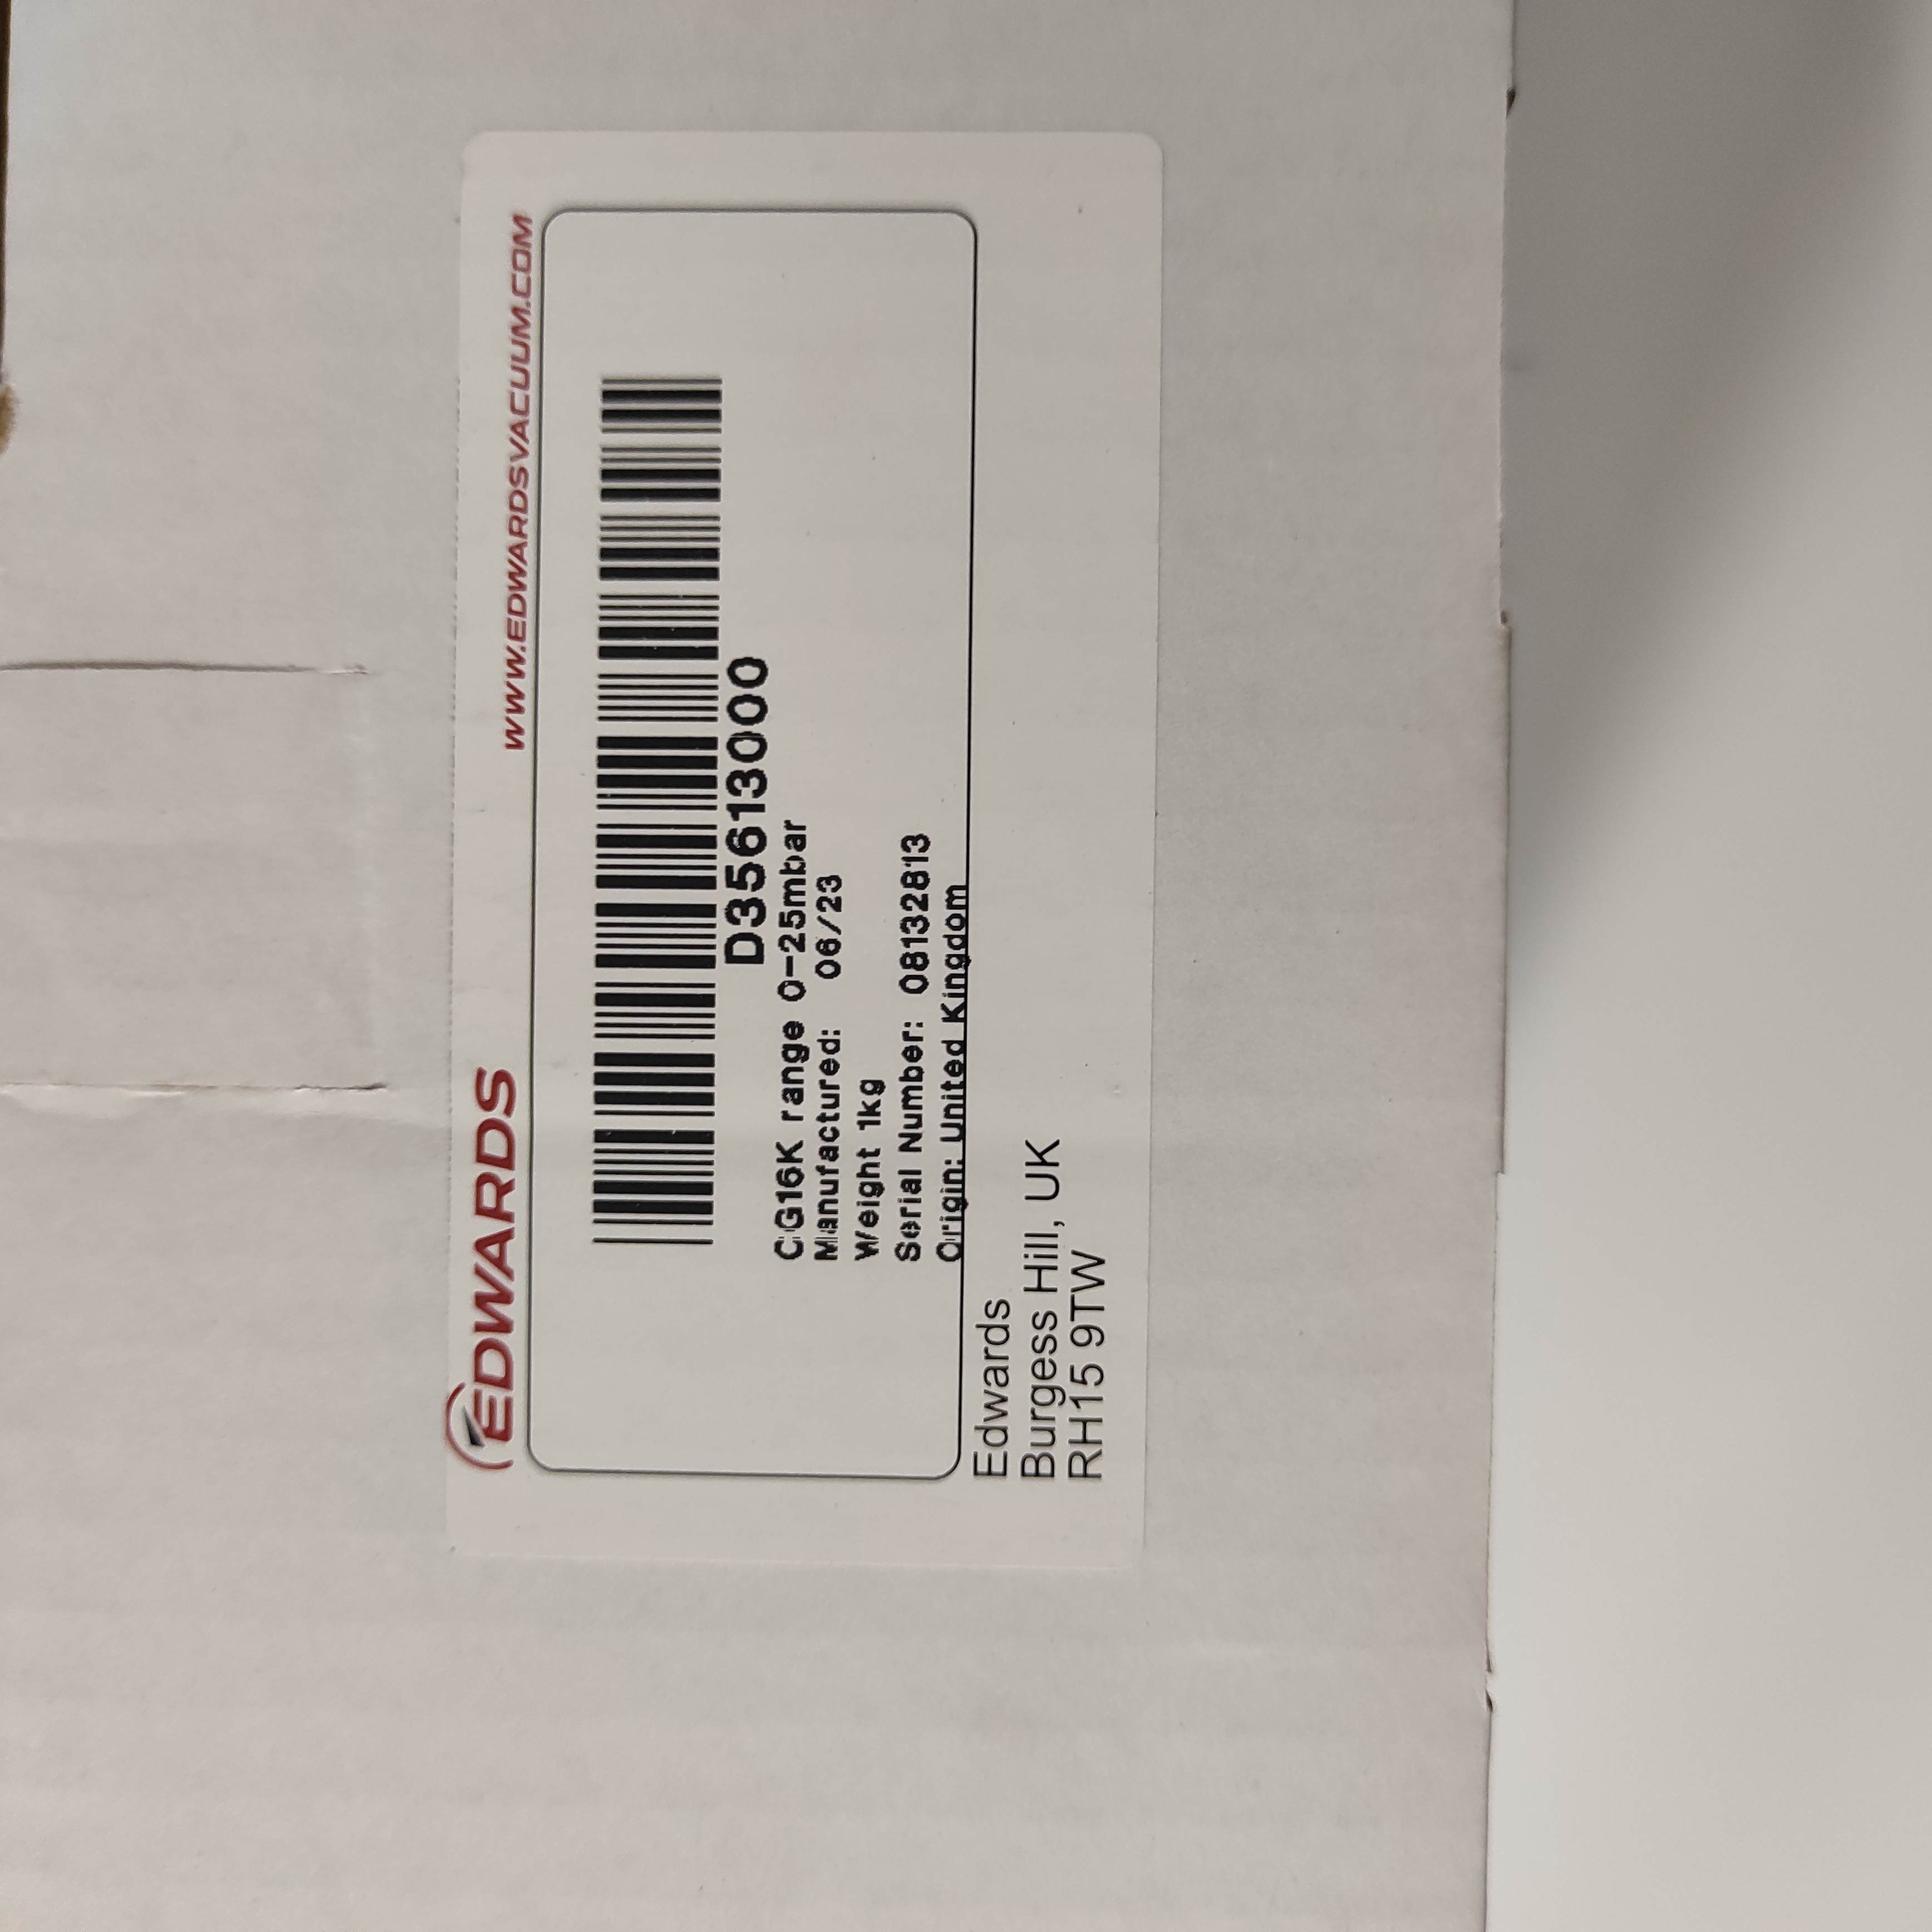 EDWARDS
WWW.EDWARDSVACUUM.COM
D35613000
CG16K range 0-25mbar
Manufactured: 06/23
Weight 1kg
Serial Number: 08132813
Origin: United Kingdom
Edwards
Burgess Hill, UK
RH15 9TW